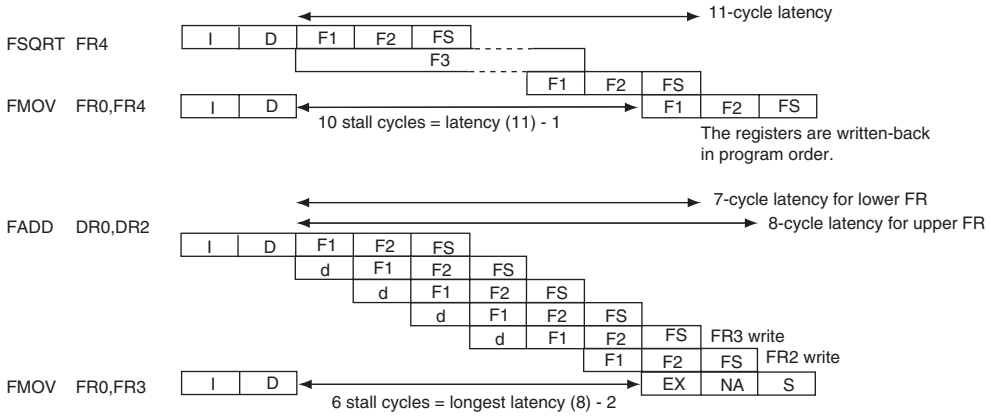 11-cycle latency
FSQRT FR4 I D F1 F2 FS
F3
F1 F2 FS
FMOV FR0,FR4 I D F1 F2 FS
10 stall cycles = latency (11) - 1
The registers are written-back
in program order.
7-cycle latency for lower FR
8-cycle latency for upper FR
FADD DR0,DR2 I D F1 F2 FS
d F1 F2 FS
d F1 F2 FS
d F1 F2 FS
d F1 F2 FS FR3 write
F1 F2 FS FR2 write
FMOV FR0,FR3 I D EX NA S
6 stall cycles = longest latency (8) - 2